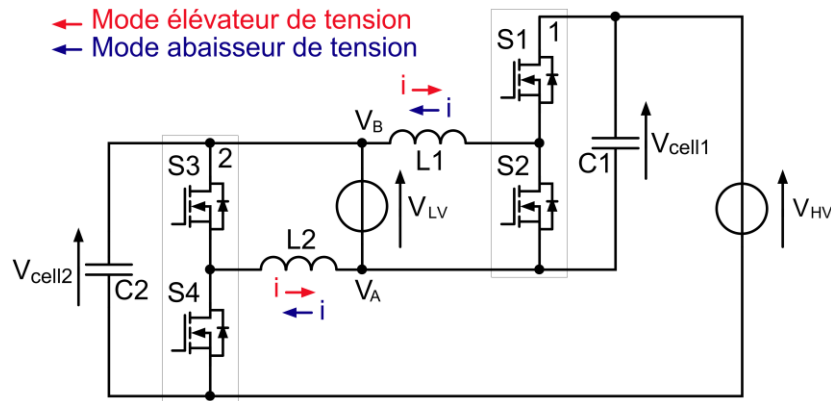 Mode élévateur de tension
Mode abaisseur de tension
S1
1
i
i
VB
L1
S2
C1
Vcell1
S3
2
VLV
VHV
L2
Vcell2
C2
S4
i
i
VA